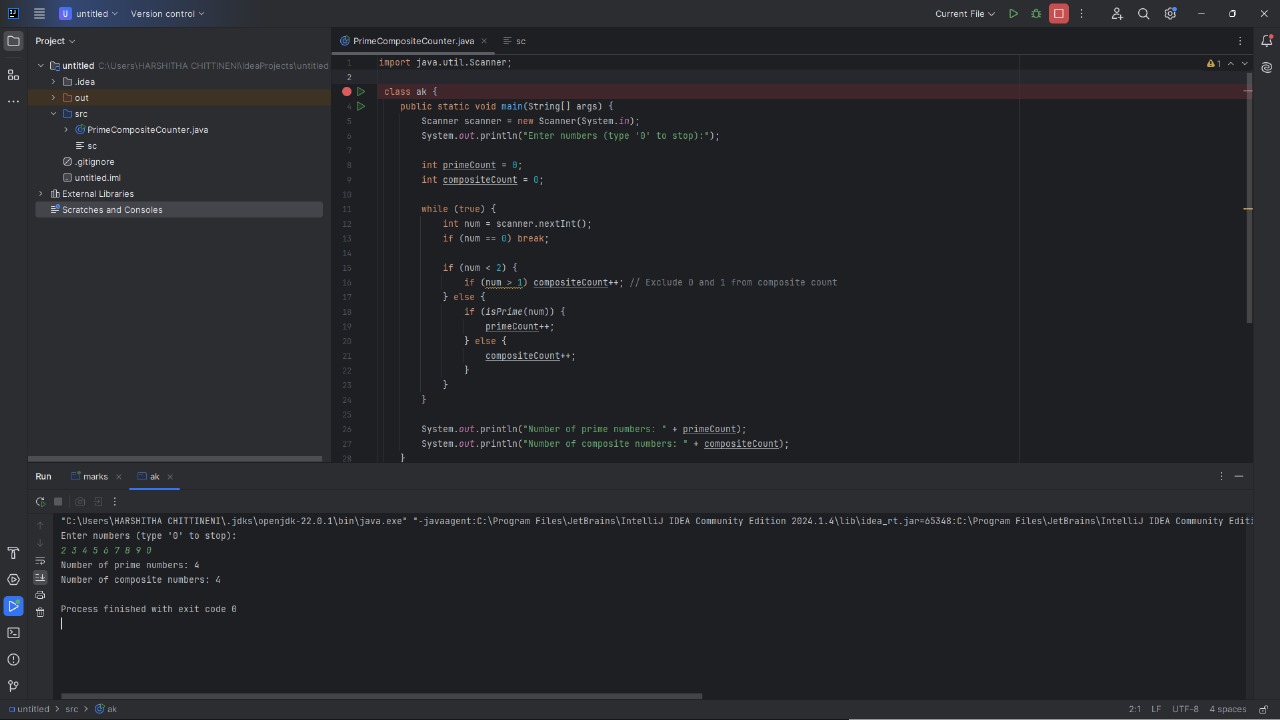 U untitled Version control Current File
Project
PrimeCompositeCounter.java
sc
untitled C:\Users\HARSHITHA CHITTINENI\IdeaProjects\untitled
.idea
out
src
PrimeCompositeCounter.java
sc
.gitignore
untitled.iml
External Libraries
Scratches and Consoles
1 import java.util.Scanner;
1
2
class ak {
4 public static void main(String[] args) {
5 Scanner scanner = new Scanner(System.in);
6 System.out.println("Enter numbers (type '0' to stop):");
7
8 int primeCount = 0;
9 int compositeCount = 0;
10
11 while (true) {
12 int num = scanner.nextInt();
13 if (num == 0) break;
14
15 if (num < 2) {
16 if (num > 1) compositeCount++; // Exclude 0 and 1 from composite count
17 } else {
18 if (isPrime(num)) {
19 primeCount++;
20 } else {
21 compositeCount++;
22 }
23 }
24 }
25
26 System.out.println("Number of prime numbers: " + primeCount);
27 System.out.println("Number of composite numbers: " + compositeCount);
28 }
Run marks ak
"C:\Users\HARSHITHA CHITTINENI\.jdks\openjdk-22.0.1\bin\java.exe" "-javaagent:C:\Program Files\JetBrains\IntelliJ IDEA Community Edition 2024.1.4\lib\idea_rt.jar=65348:C:\Program Files\JetBrains\IntelliJ IDEA Community Editi
Enter numbers (type '0' to stop):
2 3 4 5 6 7 8 9 0
Number of prime numbers: 4
Number of composite numbers: 4
Process finished with exit code 0
untitled > src > ak 2:1 LF UTF-8 4 spaces